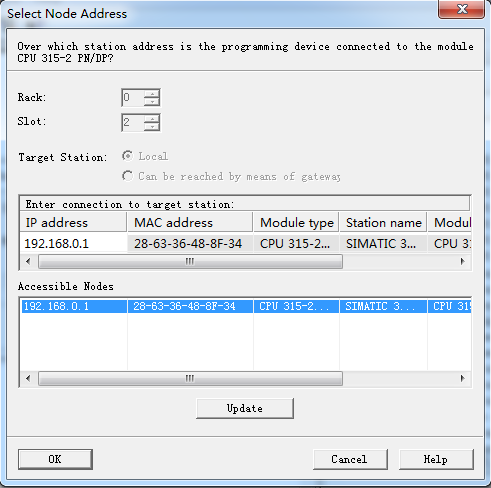 Select Node Address
Over which station address is the programming device connected to the module
CPU 315-2 PN/DP?
Rack: 0
Slot: 2
Target Station: Local
Can be reached by means of gateway
Enter connection to target station:
IP address MAC address Module type Station name Modul
192.168.0.1 28-63-36-48-8F-34 CPU 315-2... SIMATIC 3... CPU 31
Accessible Nodes
192.168.0.1 28-63-36-48-8F-34 CPU 315-2... SIMATIC 3... CPU 315
Update
OK Cancel Help